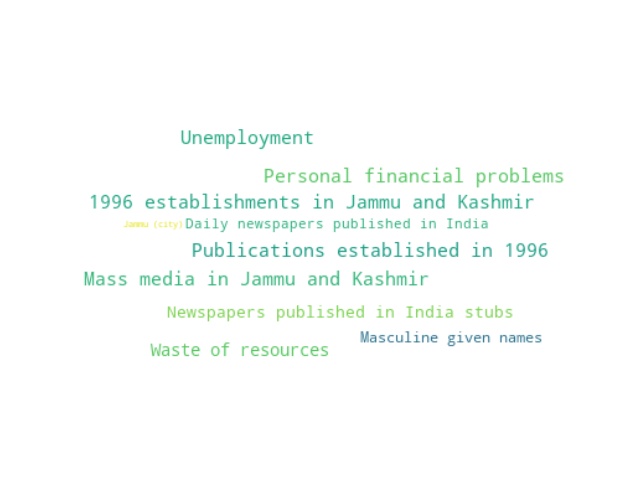 Unemployment
Personal financial problems
1996 establishments in Jammu and Kashmir
Jammu (city) Daily newspapers published in India
Publications established in 1996
Mass media in Jammu and Kashmir
Newspapers published in India stubs
Masculine given names
Waste of resources